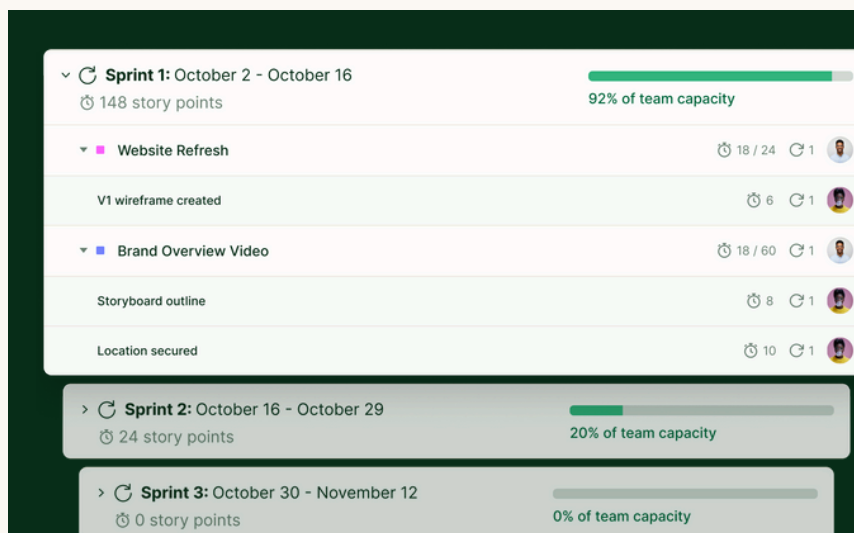 Sprint 1: October 2 - October 16
148 story points
92% of team capacity
Website Refresh
18 / 24 1
V1 wireframe created
6 1
Brand Overview Video
18 / 60 1
Storyboard outline
8 1
Location secured
10 1
Sprint 2: October 16 - October 29
24 story points
20% of team capacity
Sprint 3: October 30 - November 12
0 story points
0% of team capacity